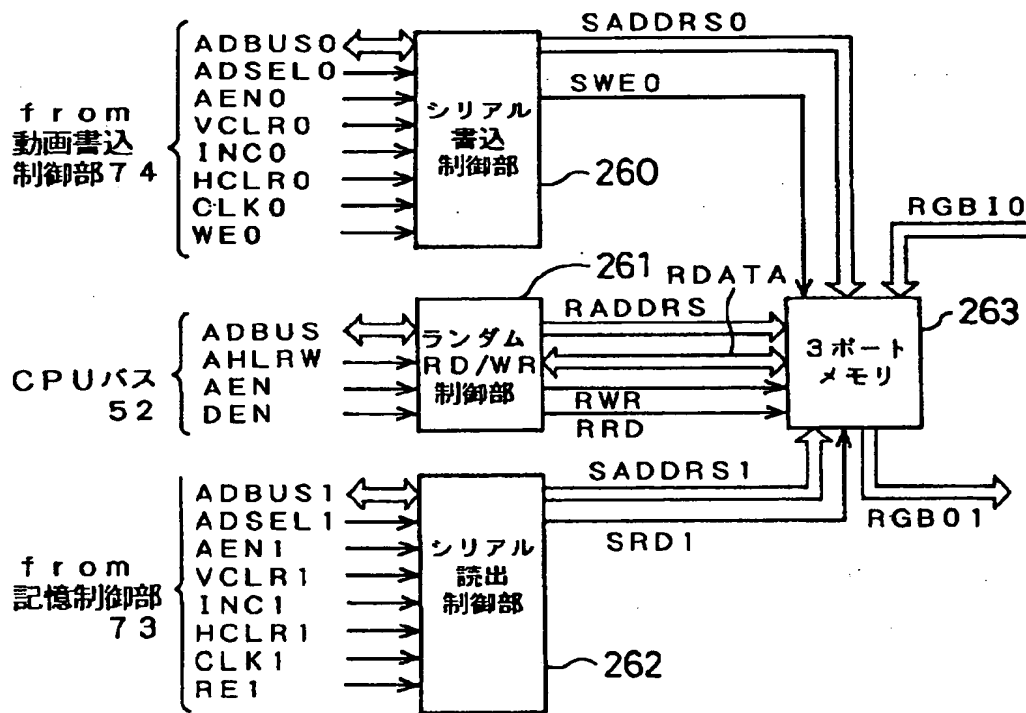 from
動画書込
制御部74
ADBUS0
ADSEL0
AEN0
VCLR0
INC0
HCLR0
CLK0
WE0
シリアル
書込
制御部
260
SADDRS0
SWE0
RGBI0
CPUバス
52
ADBUS
AHLRW
AEN
DEN
261
ランダム
RD/WR
制御部
RDATA
RADDRS
RWR
RRD
3ポート
メモリ
263
from
記憶制御部
73
ADBUS1
ADSEL1
AEN1
VCLR1
INC1
HCLR1
CLK1
RE1
シリアル
読出
制御部
262
SADDRS1
SRD1
RGBO1